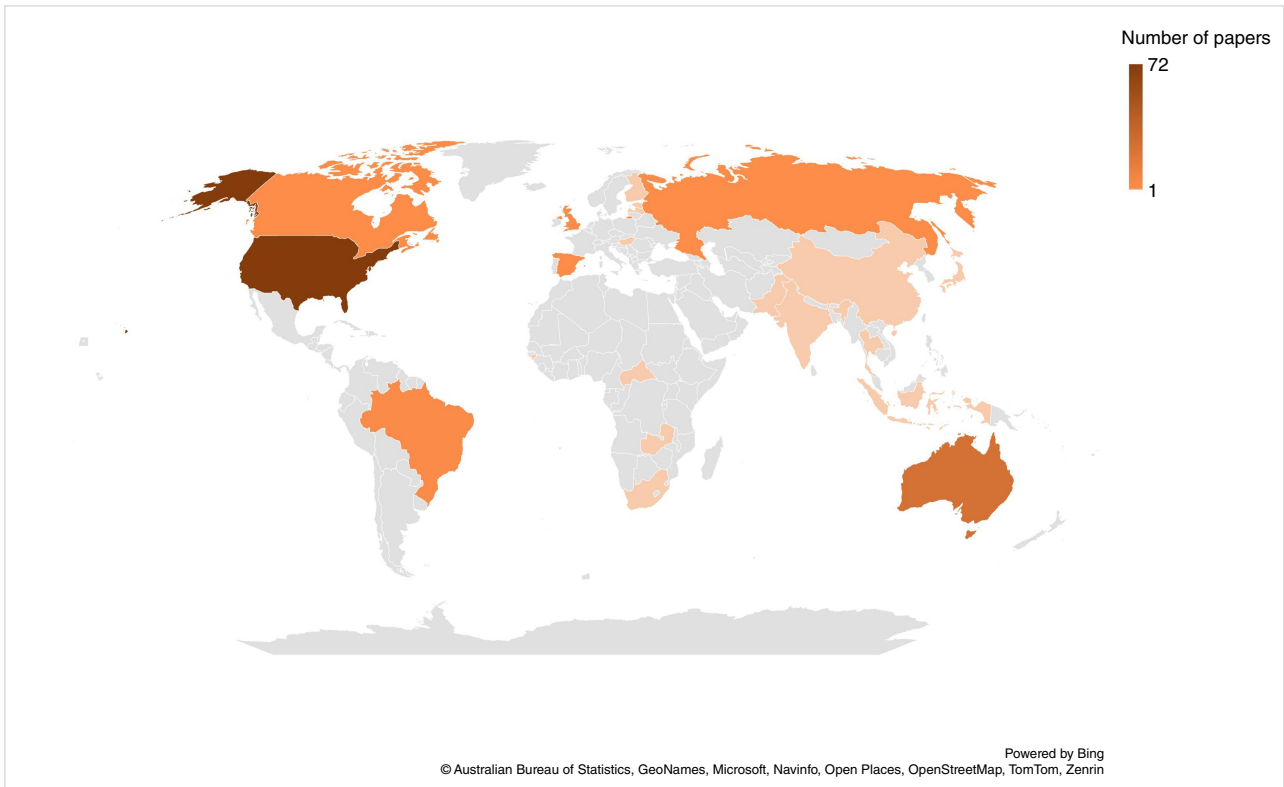 Number of papers
72
1
Powered by Bing
© Australian Bureau of Statistics, GeoNames, Microsoft, Navinfo, Open Places, OpenStreetMap, TomTom, Zenrin